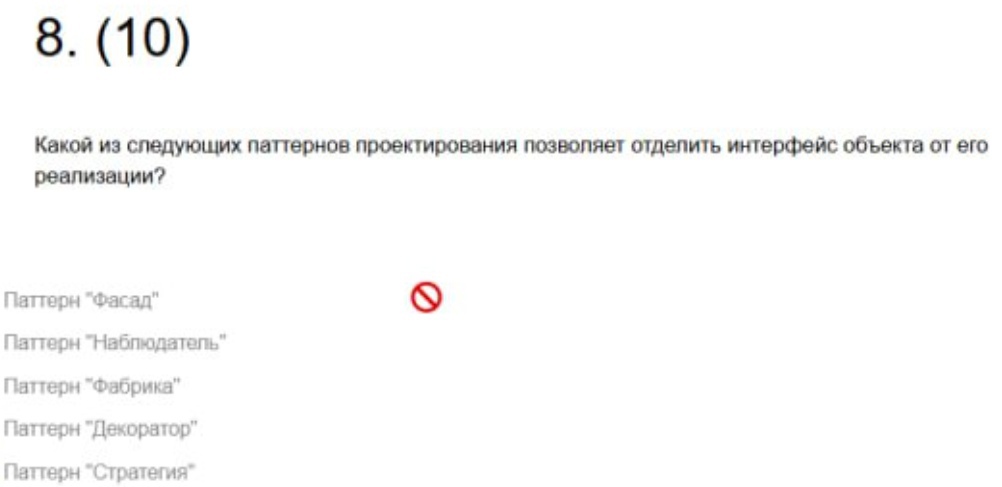 8. (10)
Какой из следующих паттернов проектирования позволяет отделить интерфейс объекта от его
реализации?
Паттерн "Фасад"
Паттерн "Наблюдатель"
Паттерн "Фабрика"
Паттерн "Декоратор"
Паттерн "Стратегия"